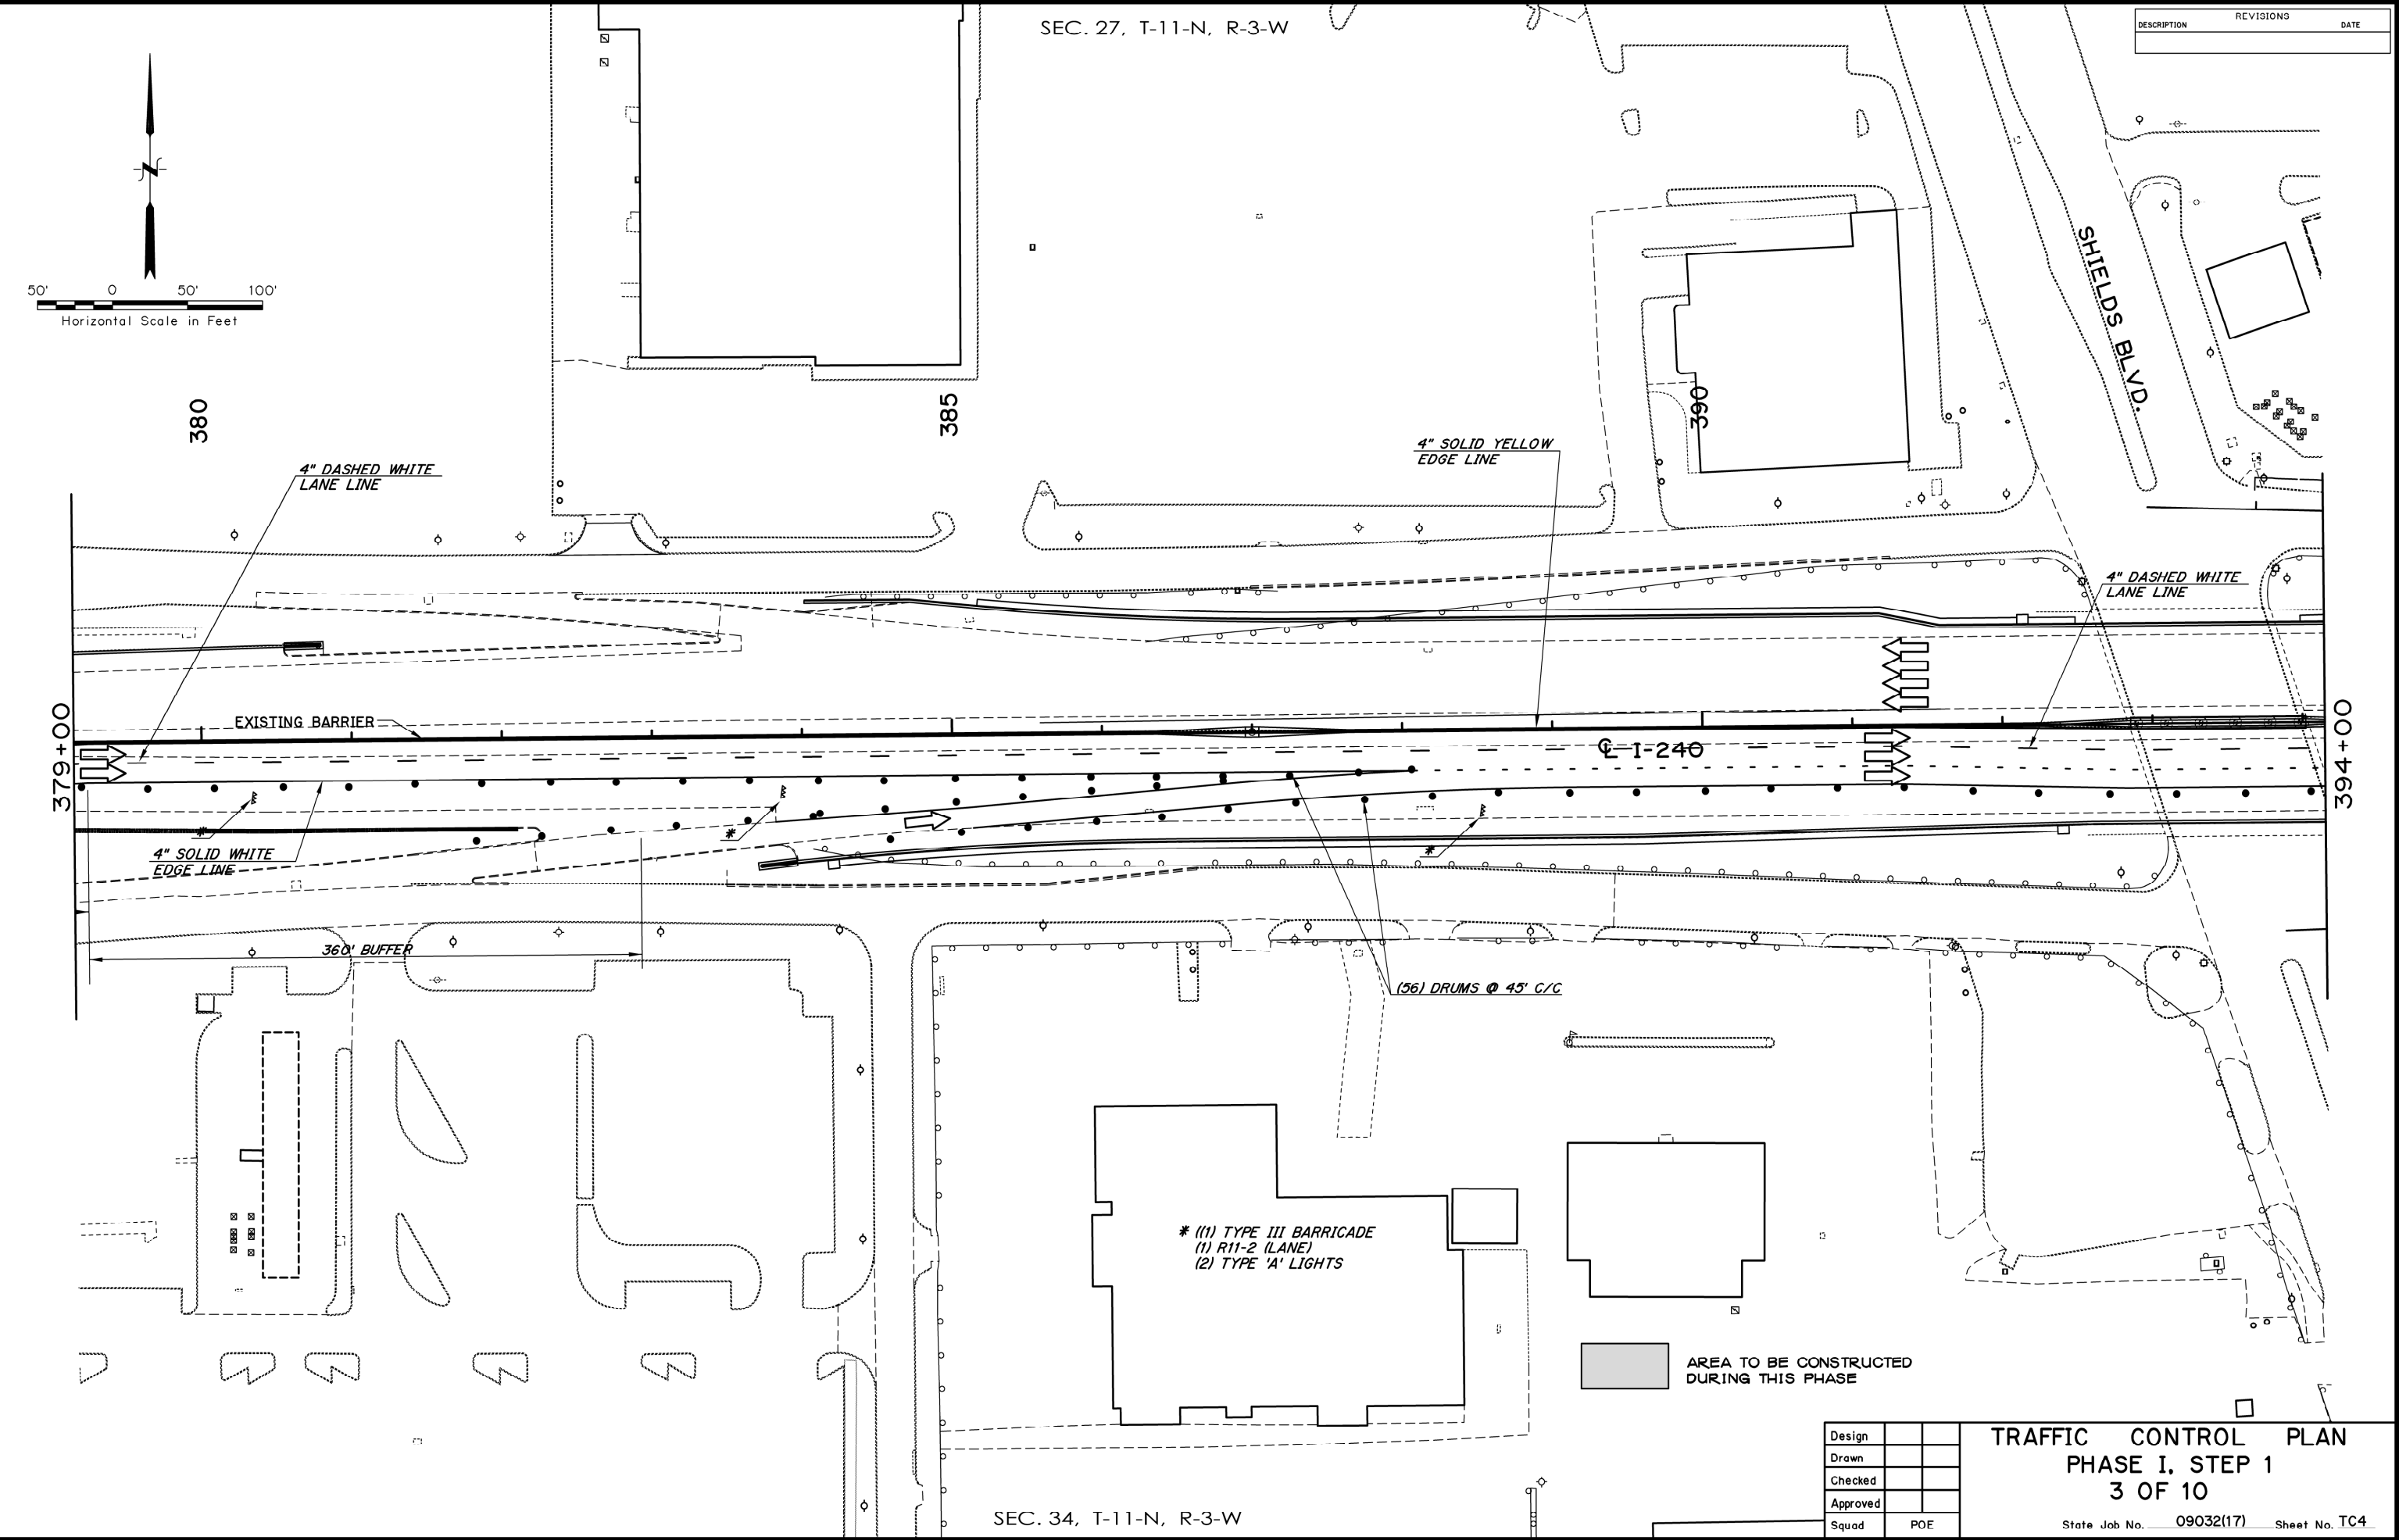 SEC. 27, T-11-N, R-3-W
REVISIONS
DESCRIPTION DATE
50' 0 50' 100'
Horizontal Scale in Feet
SHIELDS BLVD.
380
385
390
4" DASHED WHITE
LANE LINE
4" SOLID YELLOW
EDGE LINE
4" DASHED WHITE
LANE LINE
EXISTING BARRIER
379+00
394+00
℄ I-240
4" SOLID WHITE
EDGE LINE
*
*
*
360' BUFFER
(56) DRUMS @ 45' C/C
* ((1) TYPE III BARRICADE
(1) R11-2 (LANE)
(2) TYPE 'A' LIGHTS
AREA TO BE CONSTRUCTED
DURING THIS PHASE
SEC. 34, T-11-N, R-3-W
Design
Drawn
Checked
Approved
Squad POE
TRAFFIC CONTROL PLAN
PHASE I, STEP 1
3 OF 10
State Job No. 09032(17) Sheet No. TC4